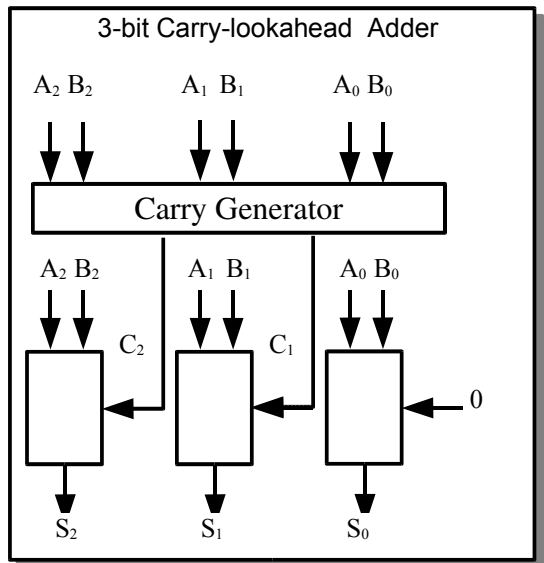 3-bit Carry-lookahead Adder
A₂ B₂ A₁ B₁ A₀ B₀
Carry Generator
A₂ B₂ A₁ B₁ A₀ B₀
C₂ C₁
0
S₂ S₁ S₀